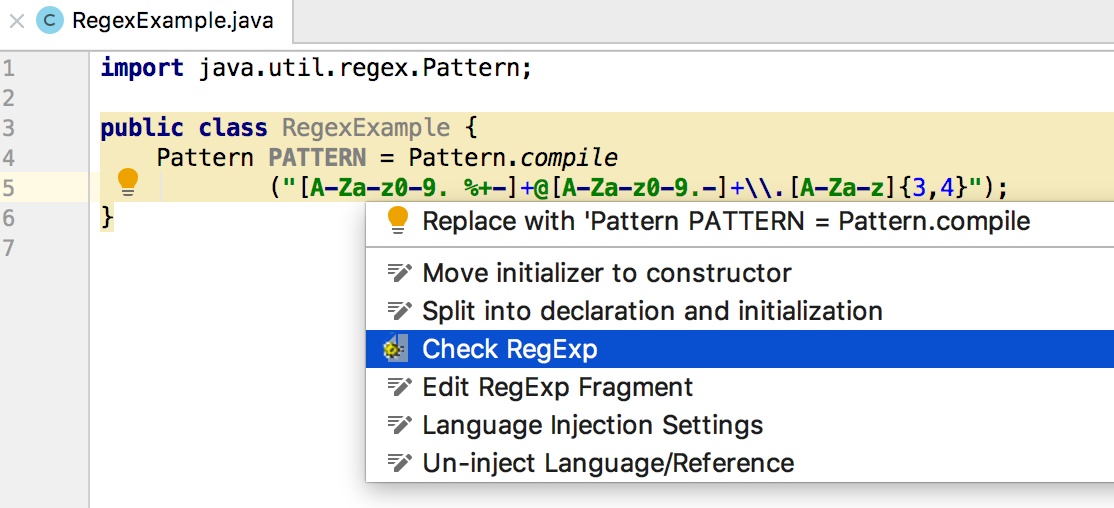 RegexExample.java
1 import java.util.regex.Pattern;
2
3 public class RegexExample {
4 Pattern PATTERN = Pattern.compile
5 ("[A-Za-z0-9. %+-]+@[A-Za-z0-9.-]+\\.[A-Za-z]{3,4}");
6 }
7
Replace with 'Pattern PATTERN = Pattern.compile
Move initializer to constructor
Split into declaration and initialization
Check RegExp
Edit RegExp Fragment
Language Injection Settings
Un-inject Language/Reference